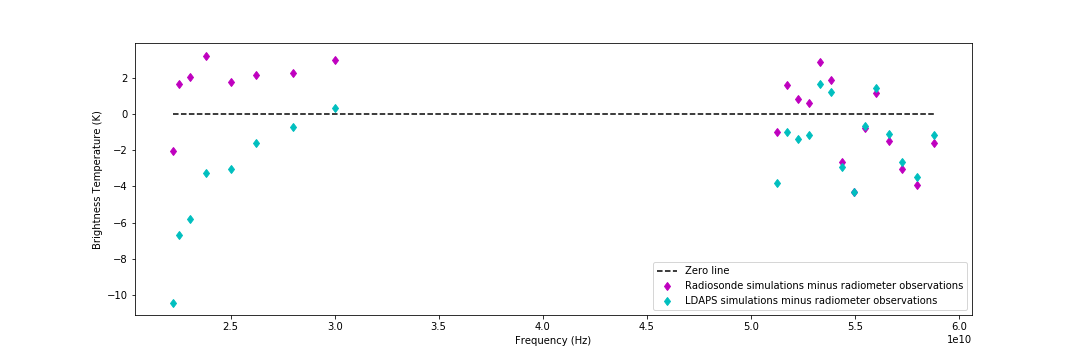 Brightness Temperature (K)
2
0
−2
−4
−6
−8
−10
Zero line
Radiosonde simulations minus radiometer observations
LDAPS simulations minus radiometer observations
2.5 3.0 3.5 4.0 4.5 5.0 5.5 6.0
1e10
Frequency (Hz)